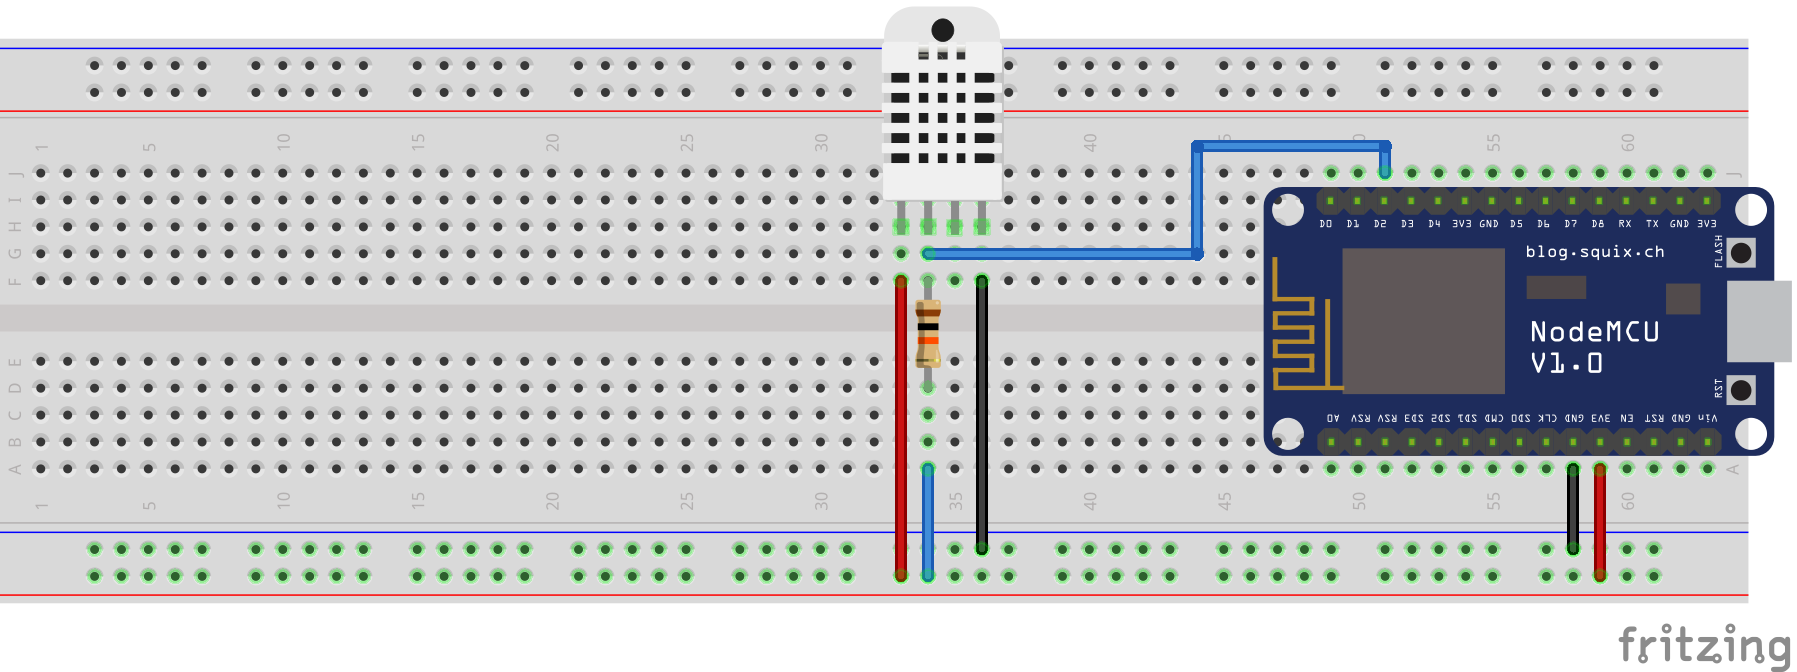 1 5 10 15 20 25 30 40 5 0 55 60
J J
I
H
G
F
D0 D1 D2 D3 D4 3V3 GND D5 D6 D7 D8 RX TX GND 3V3
blog.squix.ch
FLASH
NodeMCU
V1.0
E
D
C
B
A A
RST
A0 RSV RSV SD3 SD2 SD1 CMD SD0 CLK GND 3V3 EN RST GND Vin
1 5 10 15 20 25 30 35 40 45 50 55 60
fritzing